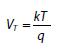 V_T = kT/q